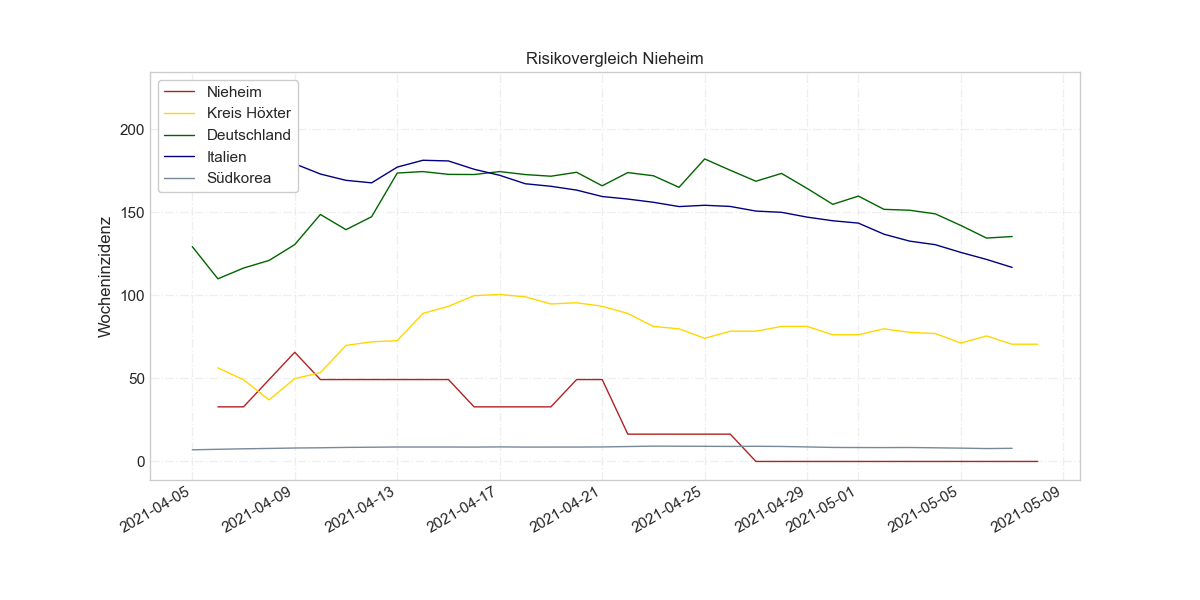 Risikovergleich Nieheim
Nieheim
Kreis Höxter
Deutschland
Italien
Südkorea
Wocheninzidenz
200
150
100
50
0
2021-04-05
2021-04-09
2021-04-13
2021-04-17
2021-04-21
2021-04-25
2021-04-29
2021-05-01
2021-05-05
2021-05-09